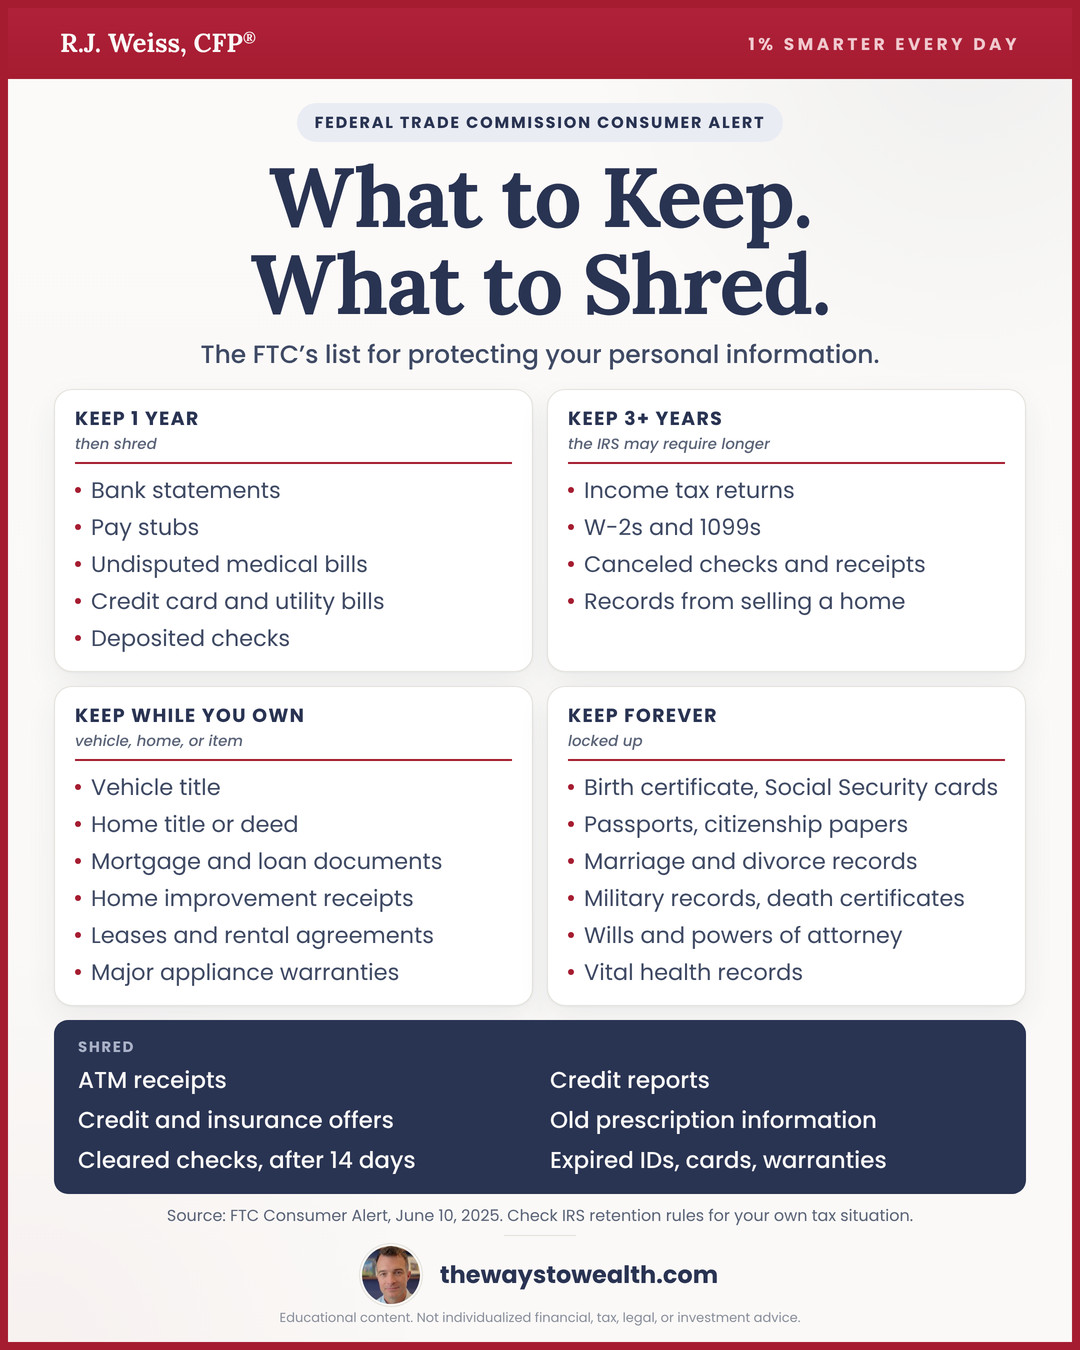 R.J. Weiss, CFP®
1% SMARTER EVERY DAY
FEDERAL TRADE COMMISSION CONSUMER ALERT
What to Keep.
What to Shred.
The FTC’s list for protecting your personal information.
KEEP 1 YEAR
then shred
• Bank statements
• Pay stubs
• Undisputed medical bills
• Credit card and utility bills
• Deposited checks
KEEP 3+ YEARS
the IRS may require longer
• Income tax returns
• W-2s and 1099s
• Canceled checks and receipts
• Records from selling a home
KEEP WHILE YOU OWN
vehicle, home, or item
• Vehicle title
• Home title or deed
• Mortgage and loan documents
• Home improvement receipts
• Leases and rental agreements
• Major appliance warranties
KEEP FOREVER
locked up
• Birth certificate, Social Security cards
• Passports, citizenship papers
• Marriage and divorce records
• Military records, death certificates
• Wills and powers of attorney
• Vital health records
SHRED
ATM receipts
Credit and insurance offers
Cleared checks, after 14 days
Credit reports
Old prescription information
Expired IDs, cards, warranties
Source: FTC Consumer Alert, June 10, 2025. Check IRS retention rules for your own tax situation.
thewaystowealth.com
Educational content. Not individualized financial, tax, legal, or investment advice.